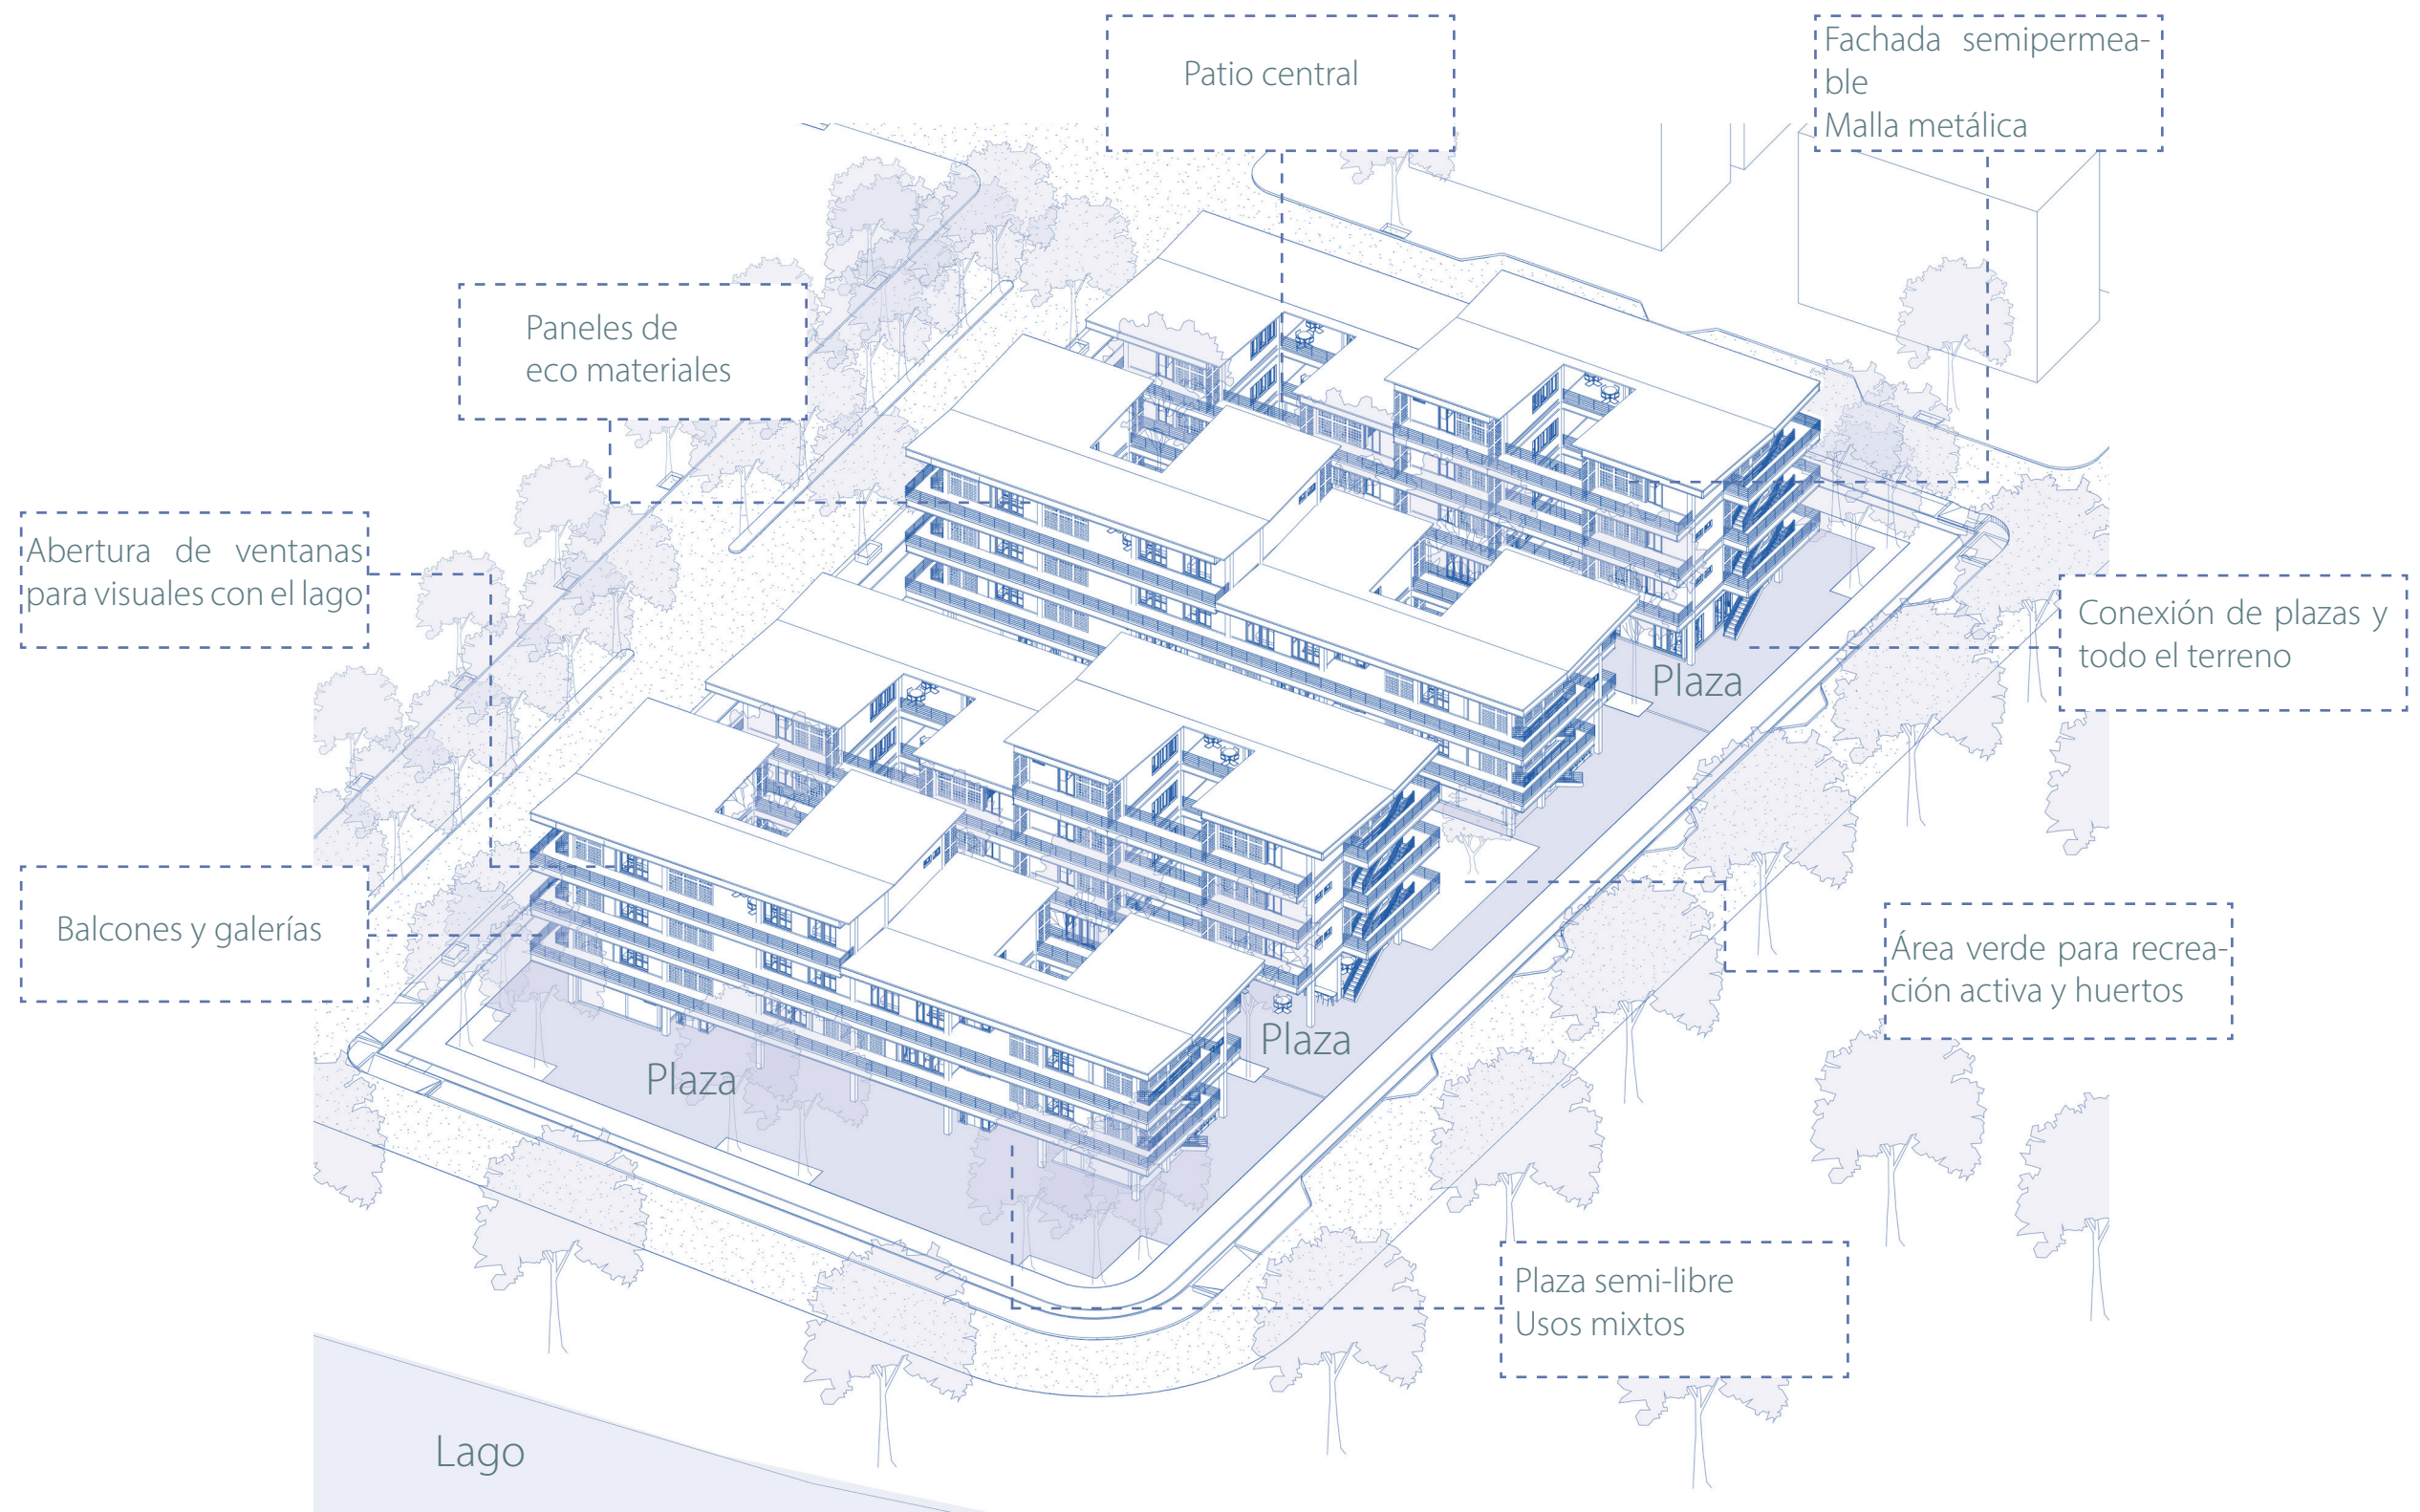 Patio central
Fachada semipermea-
ble
Malla metálica
Paneles de
eco materiales
Abertura de ventanas
para visuales con el lago
Conexión de plazas y
todo el terreno
Plaza
Balcones y galerías
Área verde para recrea-
ción activa y huertos
Plaza
Plaza
Plaza semi-libre
Usos mixtos
Lago